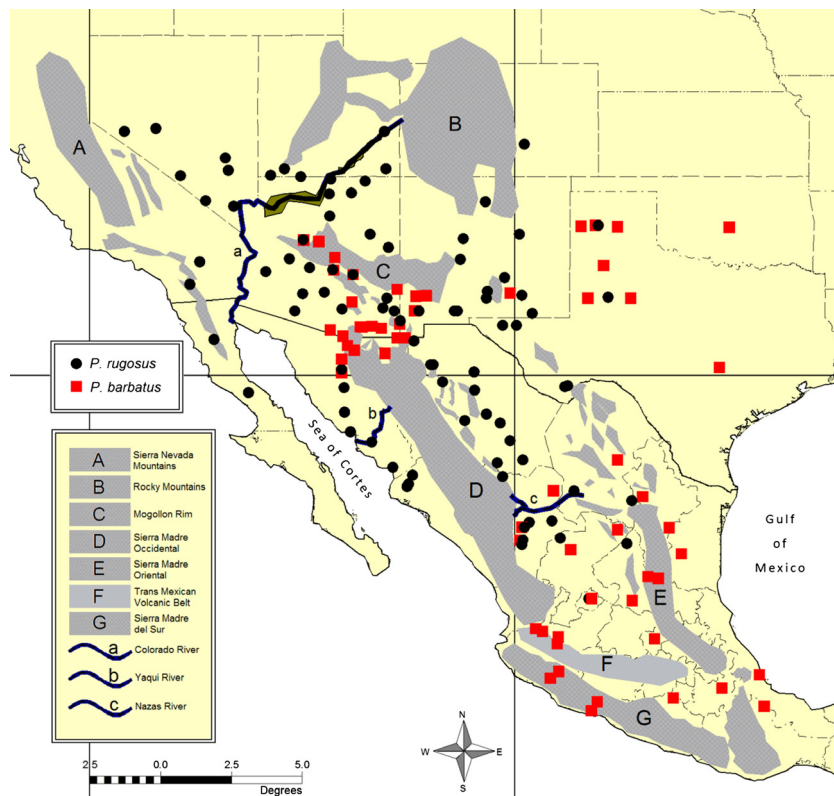 A
B
a
C
P. rugosus
P. barbatus
b
Sea of Cortes
A Sierra Nevada
Mountains
B Rocky Mountains
C Mogollon Rim
D Sierra Madre
Occidental
E Sierra Madre
Oriental
F Trans Mexican
Volcanic Belt
G Sierra Madre
del Sur
a Colorado River
b Yaqui River
c Nazas River
D
c
Gulf
of
Mexico
E
F
G
N
W E
S
2.5 0.0 2.5 5.0
Degrees